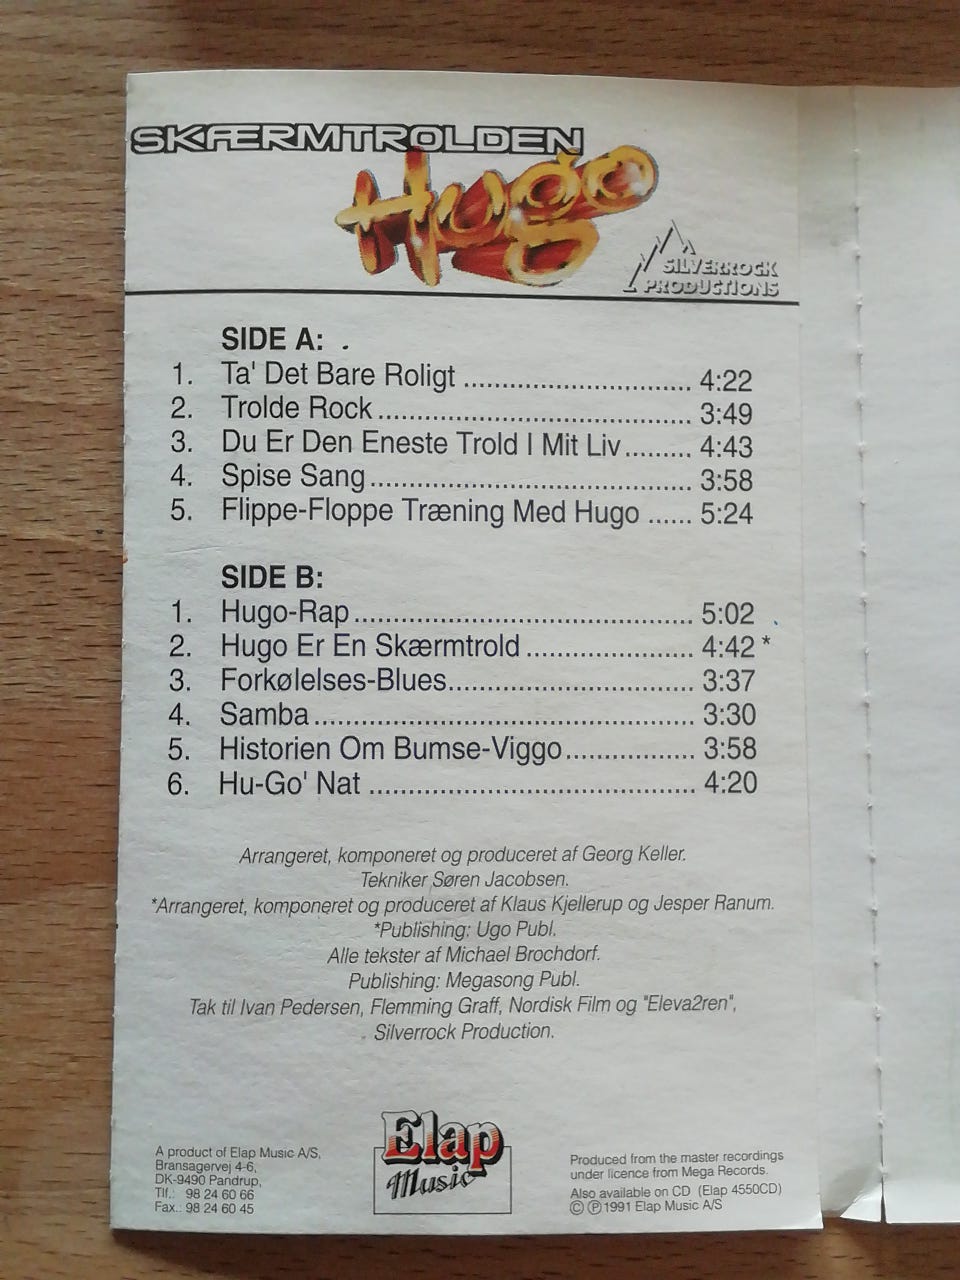 SKÆRMTROLDEN
Hugo
SILVERROCK
PRODUCTIONS
SIDE A:
1. Ta' Det Bare Roligt ............................. 4:22
2. Trolde Rock ........................................ 3:49
3. Du Er Den Eneste Trold I Mit Liv ......... 4:43
4. Spise Sang ......................................... 3:58
5. Flippe-Floppe Træning Med Hugo ...... 5:24
SIDE B:
1. Hugo-Rap ........................................... 5:02
2. Hugo Er En Skærmtrold ...................... 4:42 *
3. Forkølelses-Blues ................................ 3:37
4. Samba ................................................. 3:30
5. Historien Om Bumse-Viggo ................. 3:58
6. Hu-Go' Nat .......................................... 4:20
Arrangeret, komponeret og produceret af Georg Keller.
Tekniker Søren Jacobsen.
*Arrangeret, komponeret og produceret af Klaus Kjellerup og Jesper Ranum.
*Publishing: Ugo Publ.
Alle tekster af Michael Brochdorf.
Publishing: Megasong Publ.
Tak til Ivan Pedersen, Flemming Graff, Nordisk Film og "Eleva2ren",
Silverrock Production.
A product of Elap Music A/S,
Bransagervej 4-6,
DK-9490 Pandrup,
Tlf.: 98 24 60 66
Fax.: 98 24 60 45
Elap
Music
Produced from the master recordings
under licence from Mega Records.
Also available on CD (Elap 4550CD)
© ℗ 1991 Elap Music A/S